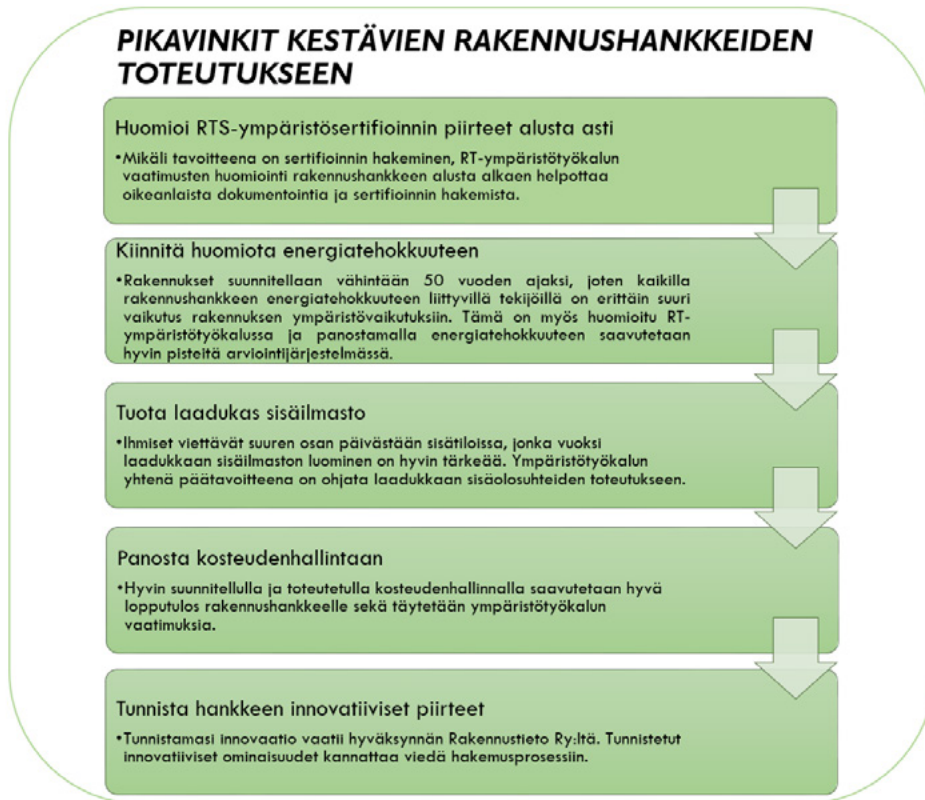 PIKAVINKIT KESTÄVIEN RAKENNUSHANKKEIDEN
TOTEUTUKSEEN
Huomioi RTS-ympäristösertifioinnin piirteet alusta asti
•Mikäli tavoitteena on sertifioinnin hakeminen, RT-ympäristötyökalun
vaatimusten huomiointi rakennushankkeen alusta alkaen helpottaa
oikeanlaista dokumentointia ja sertifioinnin hakemista.
Kiinnitä huomiota energiatehokkuuteen
•Rakennukset suunnitellaan vähintään 50 vuoden ajaksi, joten kaikilla
rakennushankkeen energiatehokkuuteen liittyvillä tekijöillä on erittäin suuri
vaikutus rakennuksen ympäristövaikutuksiin. Tämä on myös huomioitu RT-
ympäristötyökalussa ja panostamalla energiatehokkuuteen saavutetaan
hyvin pisteitä arviointijärjestelmässä.
Tuota laadukas sisäilmasto
•Ihmiset viettävät suuren osan päivästään sisätiloissa, jonka vuoksi
laadukkaan sisäilmaston luominen on hyvin tärkeää. Ympäristötyökalun
yhtenä päätavoitteena on ohjata laadukkaan sisäolosuhteiden toteutukseen.
Panosta kosteudenhallintaan
•Hyvin suunnitellulla ja toteutetulla kosteudenhallinnalla saavutetaan hyvä
lopputulos rakennushankkeelle sekä täytetään ympäristötyökalun
vaatimuksia.
Tunnista hankkeen innovatiiviset piirteet
•Tunnistamasi innovaatio vaatii hyväksynnän Rakennustieto Ry:ltä. Tunnistetut
innovatiiviset ominaisuudet kannattaa viedä hakemusprosessiin.